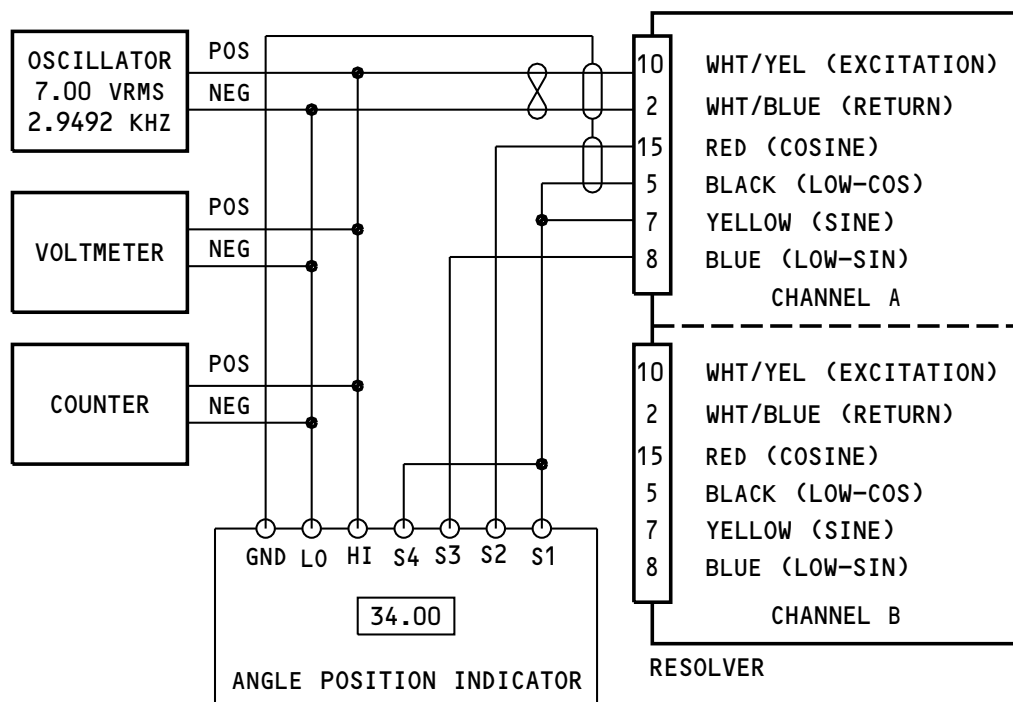 OSCILLATOR
7.00 VRMS
2.9492 KHZ
POS
NEG
VOLTMETER
POS
NEG
COUNTER
POS
NEG
10 WHT/YEL (EXCITATION)
2 WHT/BLUE (RETURN)
15 RED (COSINE)
5 BLACK (LOW-COS)
7 YELLOW (SINE)
8 BLUE (LOW-SIN)
CHANNEL A
10 WHT/YEL (EXCITATION)
2 WHT/BLUE (RETURN)
15 RED (COSINE)
5 BLACK (LOW-COS)
7 YELLOW (SINE)
8 BLUE (LOW-SIN)
CHANNEL B
RESOLVER
GND LO HI S4 S3 S2 S1
34.00
ANGLE POSITION INDICATOR